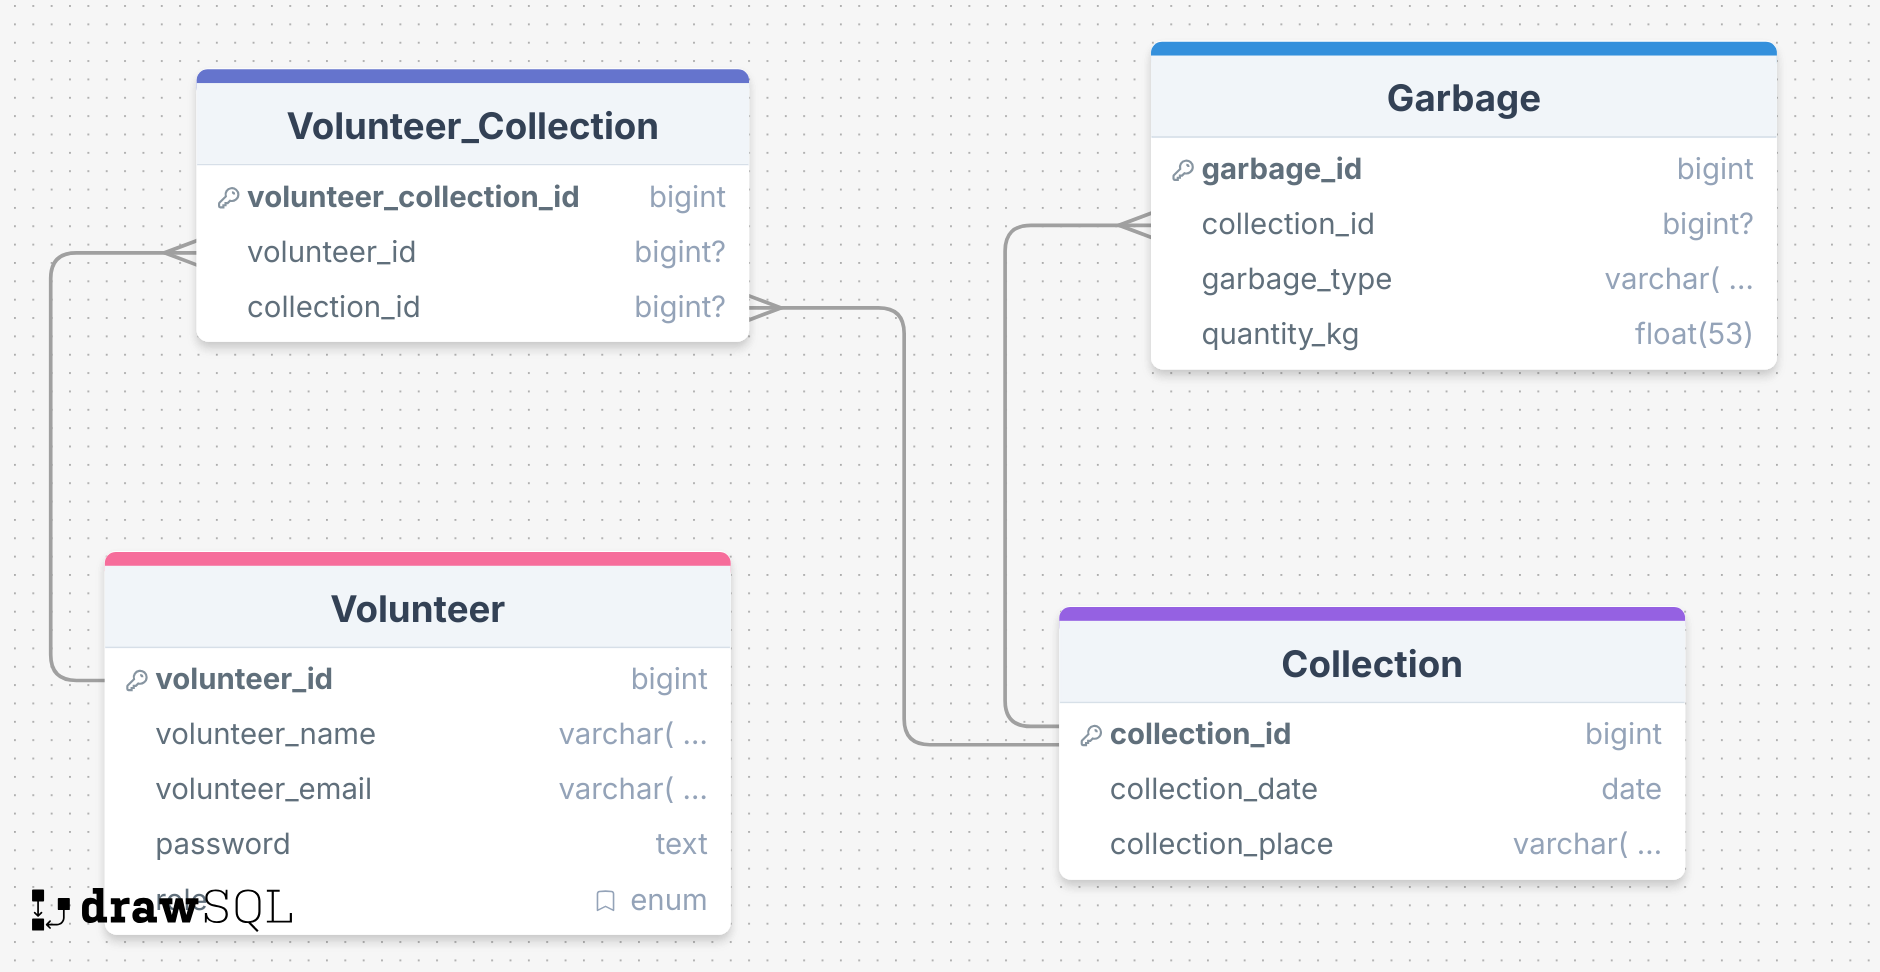 Volunteer_Collection
volunteer_collection_id bigint
volunteer_id bigint?
collection_id bigint?
Garbage
garbage_id bigint
collection_id bigint?
garbage_type varchar( ...
quantity_kg float(53)
Volunteer
volunteer_id bigint
volunteer_name varchar( ...
volunteer_email varchar( ...
password text
role enum
Collection
collection_id bigint
collection_date date
collection_place varchar( ...
drawSQL